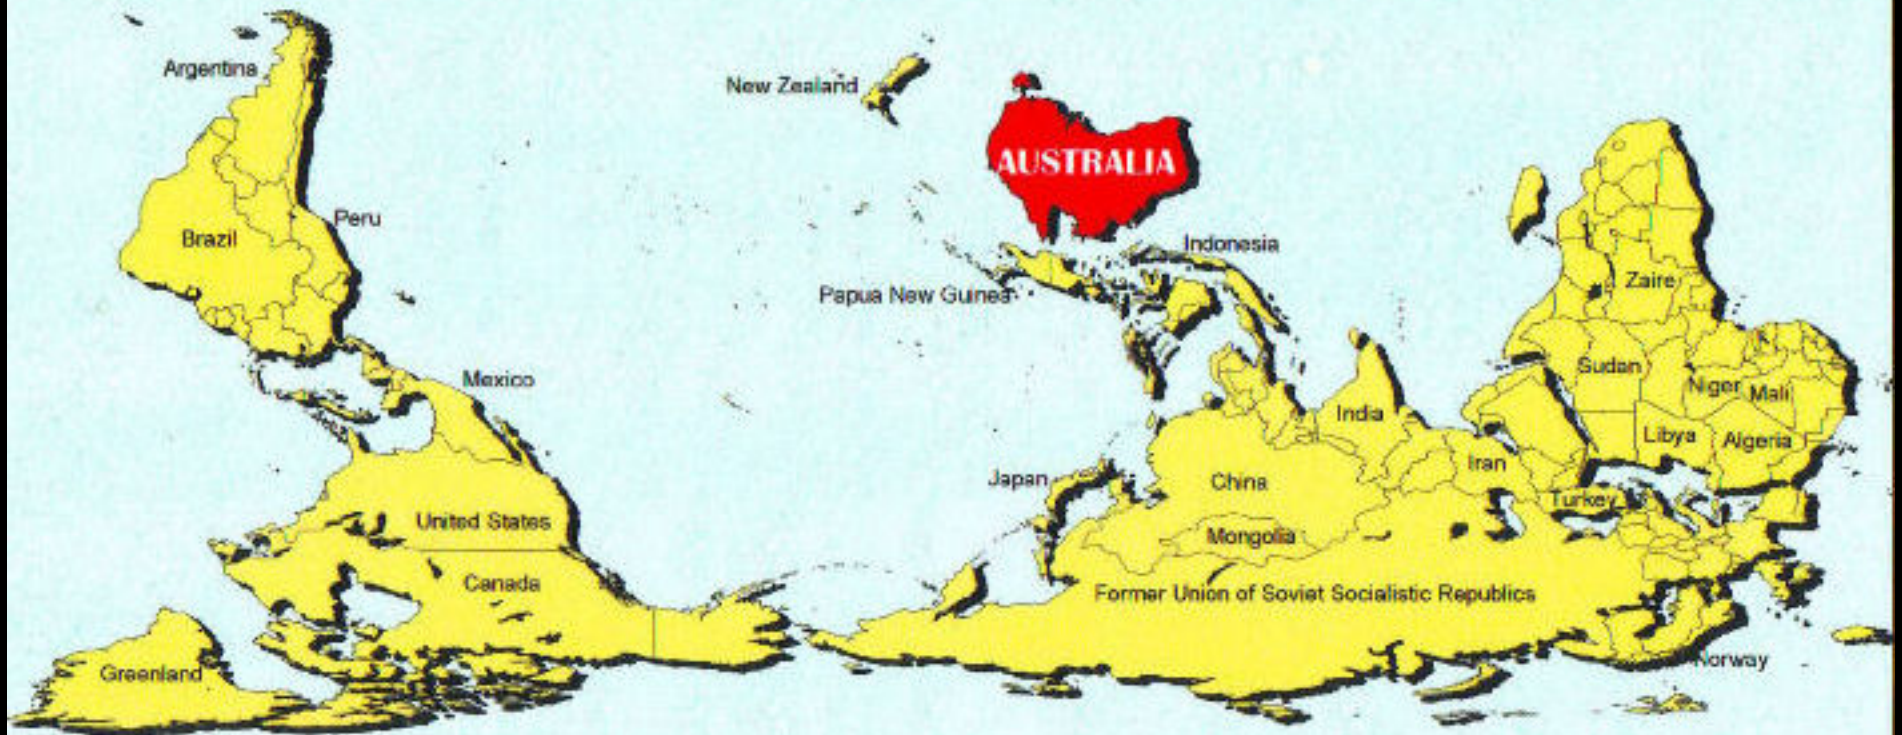 Argentina
New Zealand
AUSTRALIA
Peru
Brazil
Indonesia
Zaire
Papua New Guinea
Sudan
Mexico
Niger
Mali
India
Libya
Algeria
Iran
Japan
China
Turkey
United States
Mongolia
Canada
Former Union of Soviet Socialistic Republics
Norway
Greenland